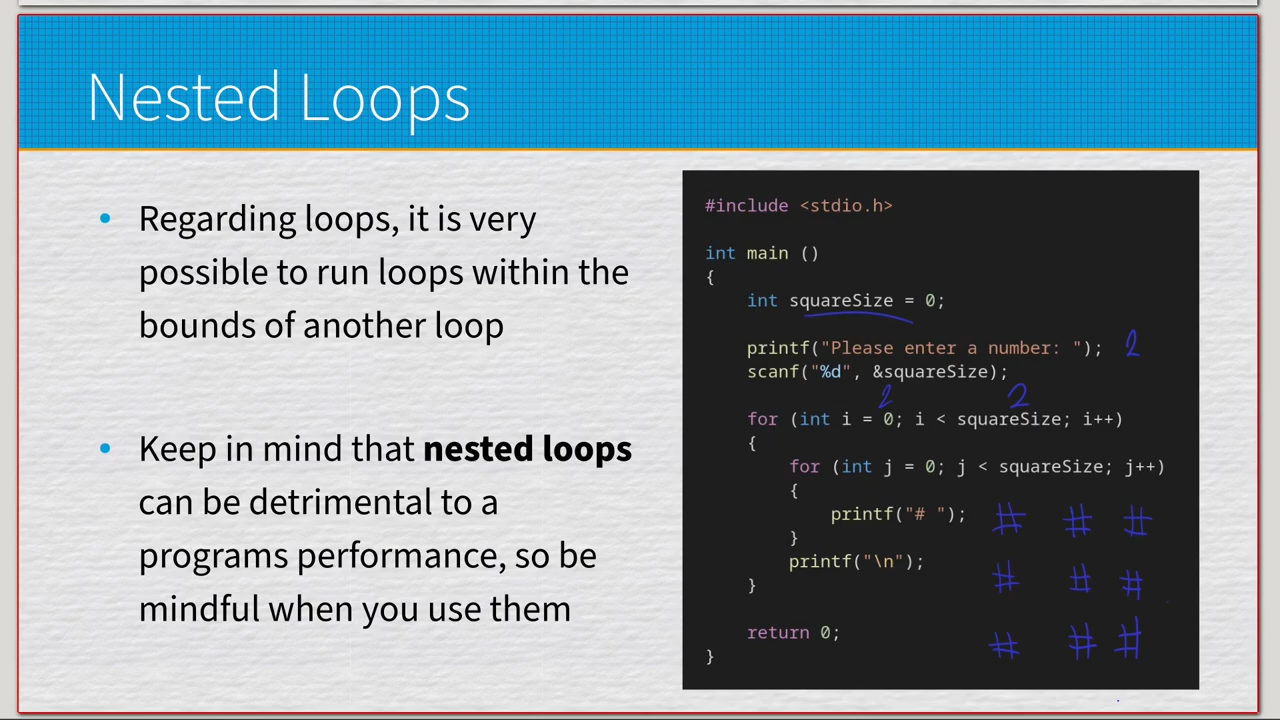 Nested Loops
• Regarding loops, it is very
possible to run loops within the
bounds of another loop
• Keep in mind that nested loops
can be detrimental to a
programs performance, so be
mindful when you use them
#include <stdio.h>
int main ()
{
    int squareSize = 0;
    printf("Please enter a number: "); 2
    scanf("%d", &squareSize);
2 2
    for (int i = 0; i < squareSize; i++)
    {
        for (int j = 0; j < squareSize; j++)
        {
            printf("# "); # # #
        }
        printf("\n");
# # #
    }
    return 0;
# # #
}